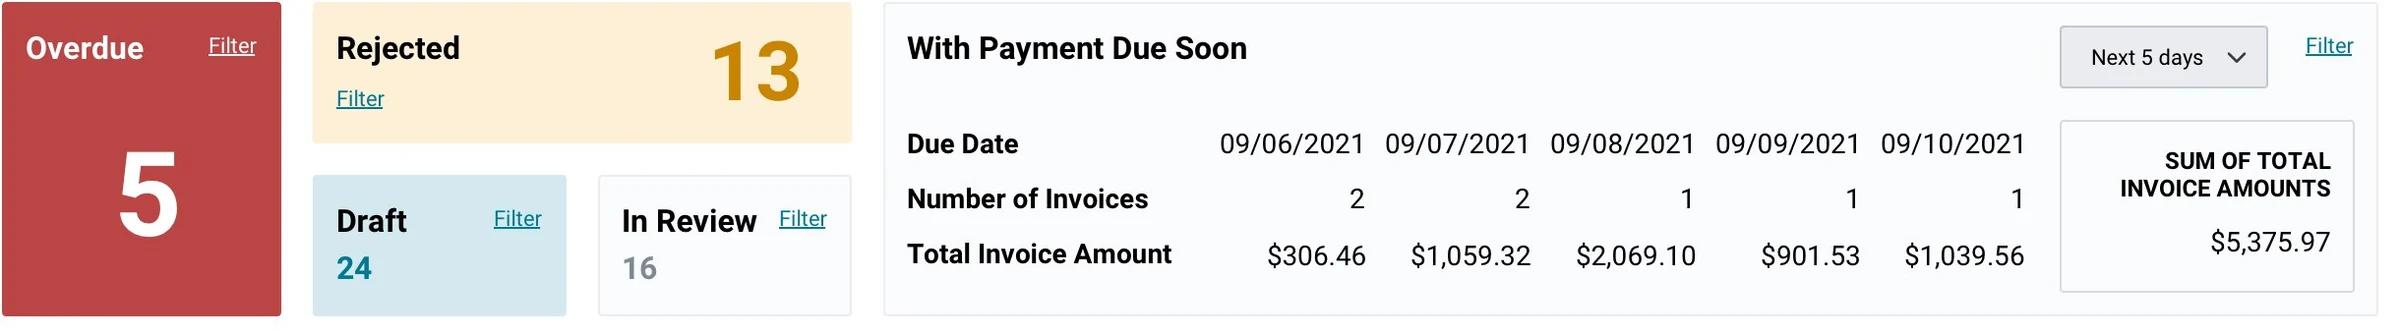 Overdue Filter
5
Rejected 13
Filter
Draft Filter
24
In Review Filter
16
With Payment Due Soon Next 5 days Filter
Due Date 09/06/2021 09/07/2021 09/08/2021 09/09/2021 09/10/2021
Number of Invoices 2 2 1 1 1
Total Invoice Amount $306.46 $1,059.32 $2,069.10 $901.53 $1,039.56
SUM OF TOTAL
INVOICE AMOUNTS
$5,375.97